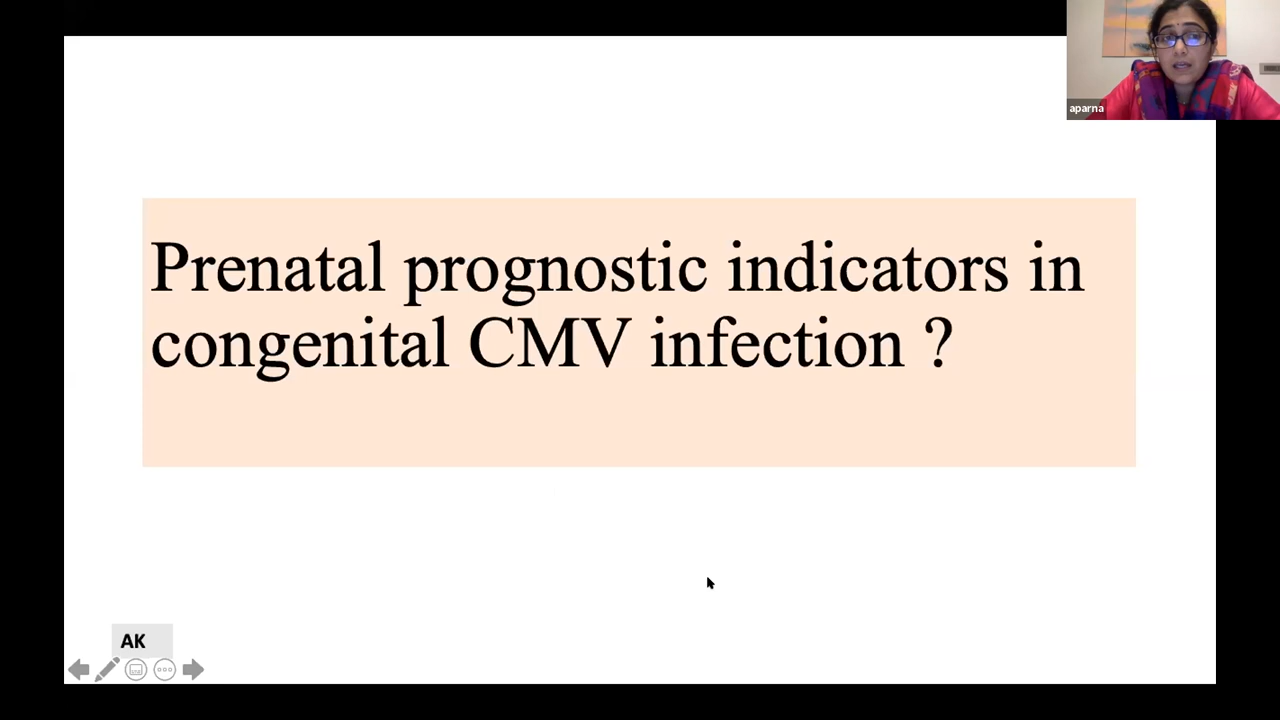 aparna
Prenatal prognostic indicators in
congenital CMV infection ?
AK